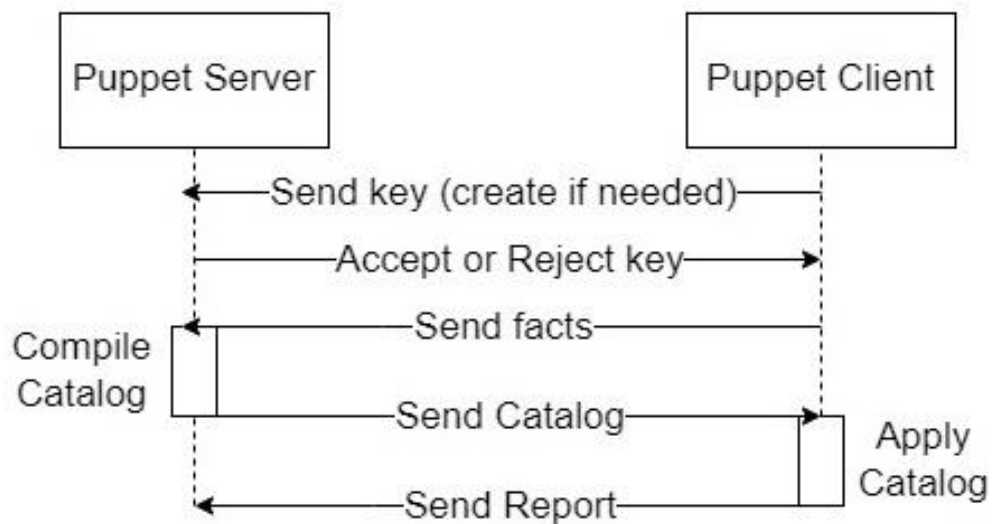 Puppet Server
Puppet Client
Send key (create if needed)
Accept or Reject key
Send facts
Compile
Catalog
Send Catalog
Apply
Catalog
Send Report